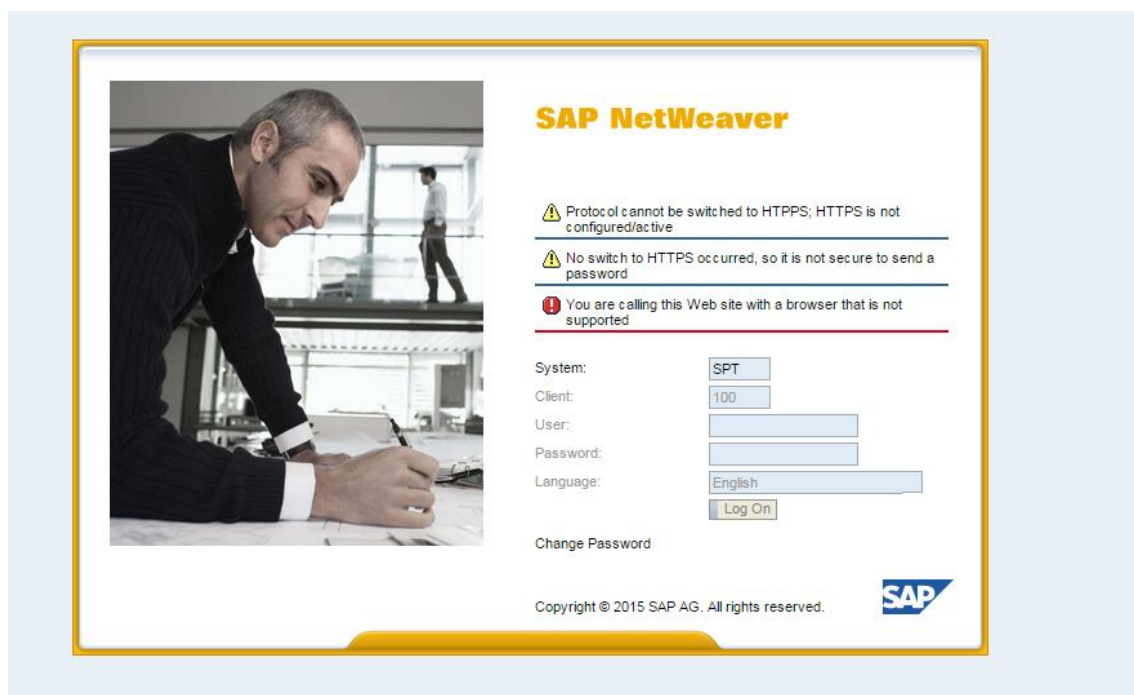 SAP NetWeaver
Protocol cannot be switched to HTPPS; HTTPS is not
configured/active
No switch to HTTPS occurred, so it is not secure to send a
password
You are calling this Web site with a browser that is not
supported
System: SPT
Client: 100
User:
Password:
Language: English
Log On
Change Password
Copyright © 2015 SAP AG. All rights reserved.
SAP